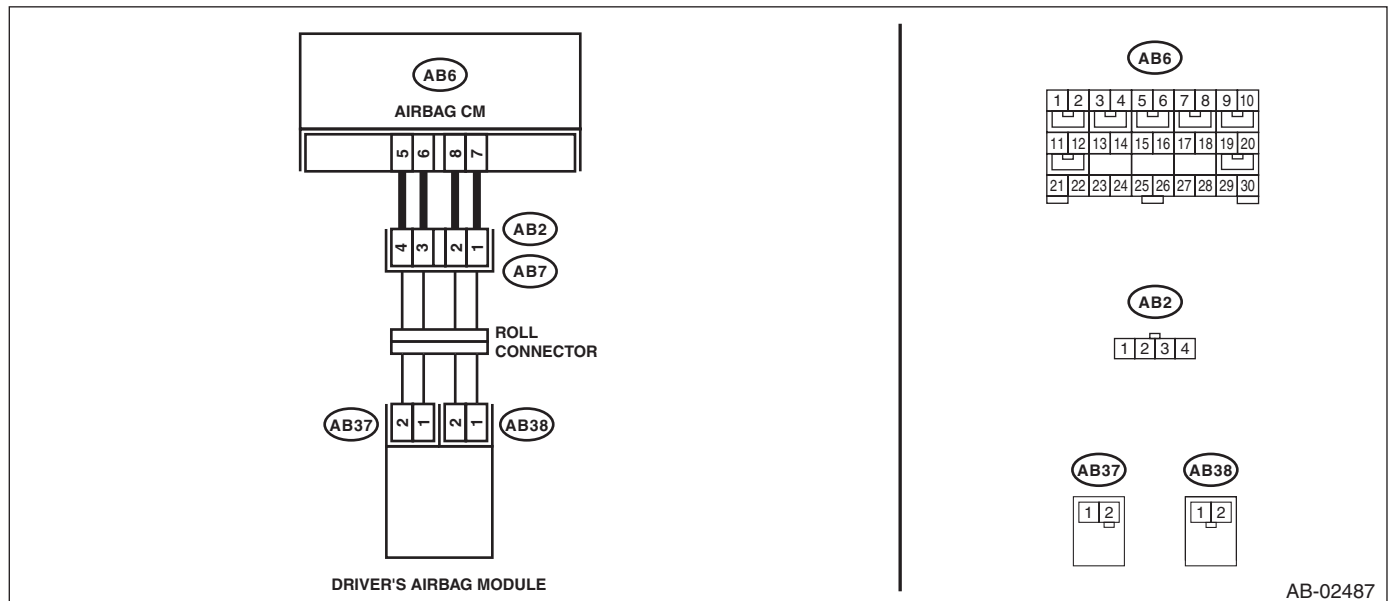 AB6
AIRBAG CM
5 6 8 7
AB2
4 3 2 1
AB7
ROLL
CONNECTOR
AB37
2 1 2 1
AB38
DRIVER'S AIRBAG MODULE
AB6
1 2 3 4 5 6 7 8 9 10
11 12 13 14 15 16 17 18 19 20
21 22 23 24 25 26 27 28 29 30
AB2
1 2 3 4
AB37
1 2
AB38
1 2
AB-02487